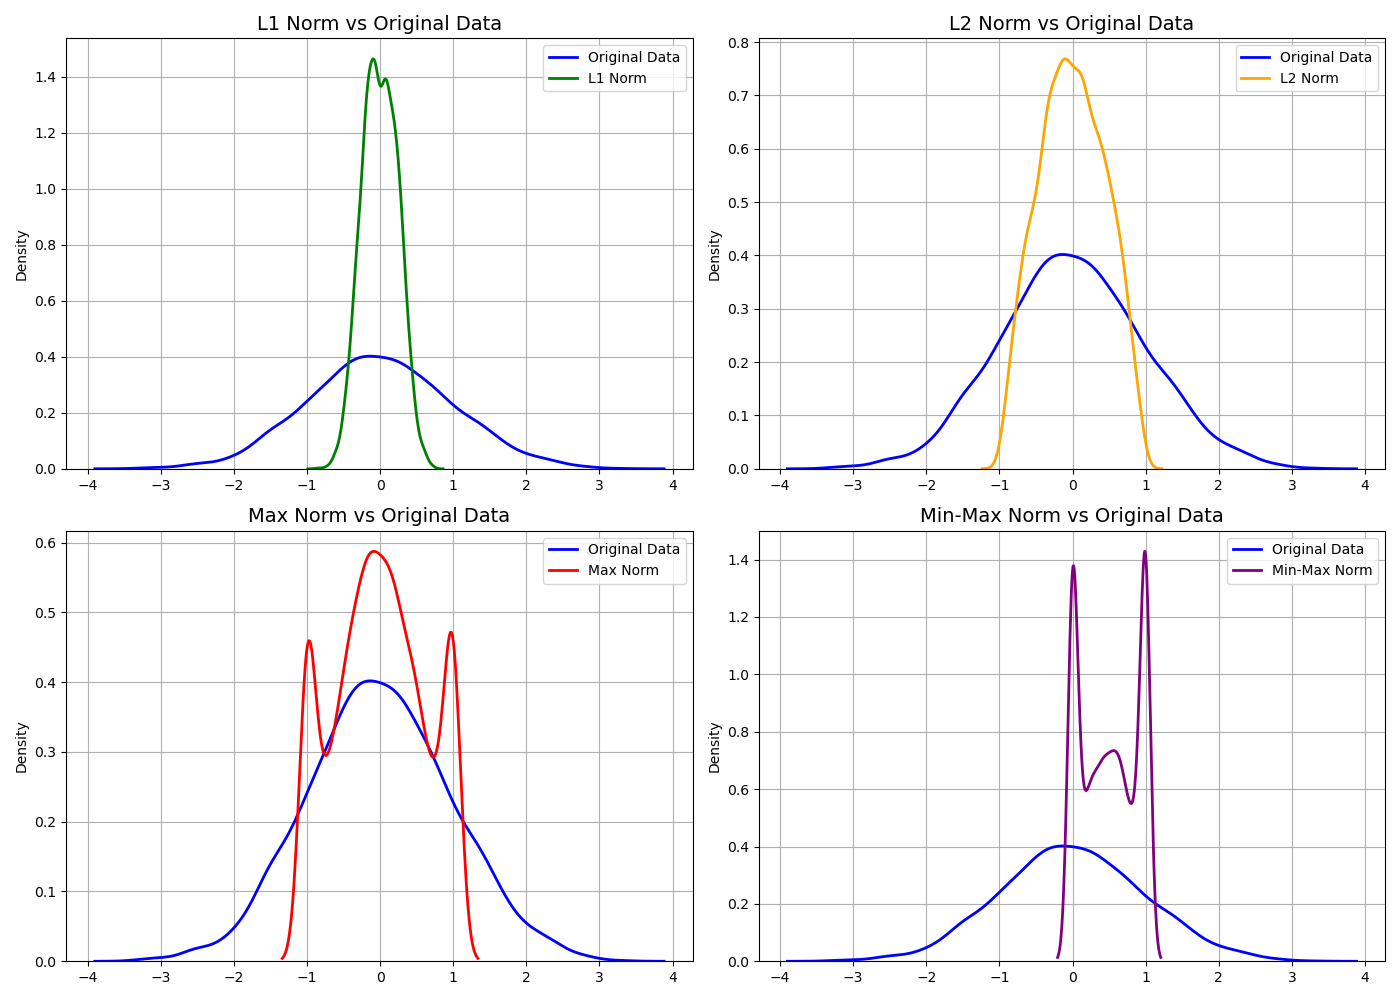 L1 Norm vs Original Data
Original Data
L1 Norm
Density
0.0
0.2
0.4
0.6
0.8
1.0
1.2
1.4
−4 −3 −2 −1 0 1 2 3 4
L2 Norm vs Original Data
Original Data
L2 Norm
Density
0.0
0.1
0.2
0.3
0.4
0.5
0.6
0.7
0.8
−4 −3 −2 −1 0 1 2 3 4
Max Norm vs Original Data
Original Data
Max Norm
Density
0.0
0.1
0.2
0.3
0.4
0.5
0.6
−4 −3 −2 −1 0 1 2 3 4
Min-Max Norm vs Original Data
Original Data
Min-Max Norm
Density
0.0
0.2
0.4
0.6
0.8
1.0
1.2
1.4
−4 −3 −2 −1 0 1 2 3 4